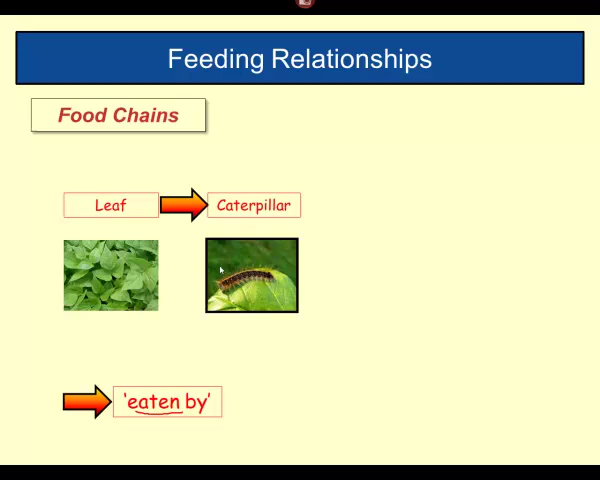 Feeding Relationships
Food Chains
Leaf
Caterpillar
'eaten by'